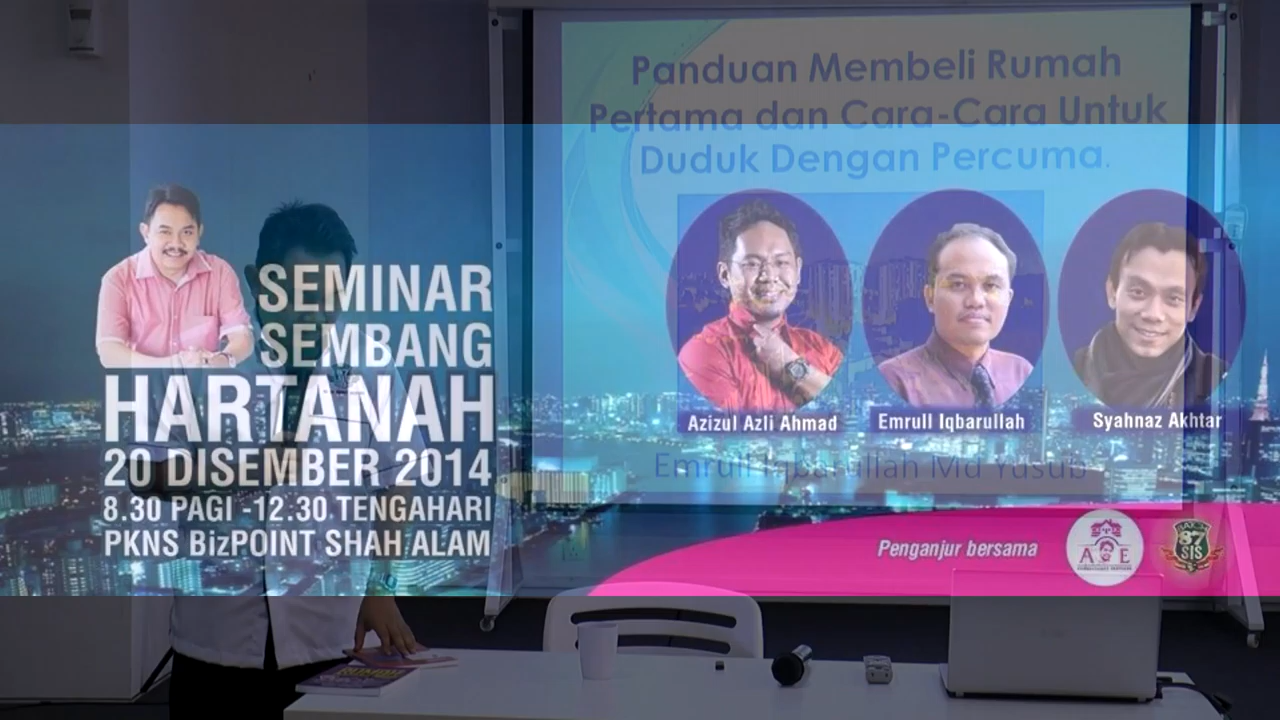 Panduan Membeli Rumah
Pertama dan Cara-Cara Untuk
Duduk Dengan Percuma.
SEMINAR
SEMBANG
HARTANAH
20 DISEMBER 2014
8.30 PAGI -12.30 TENGAHARI
PKNS BizPOINT SHAH ALAM
Azizul Azli Ahmad
Emrull Iqbarullah
Syahnaz Akhtar
Emrull Iqbarullah Md Yusub
Penganjur bersama
A E
87
SIS